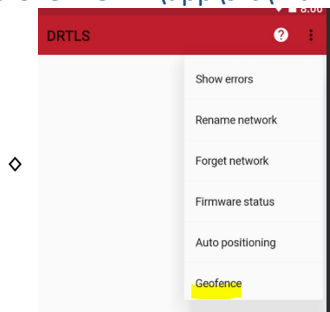 DRTLS
Show errors
Rename network
Forget network
Firmware status
Auto positioning
Geofence